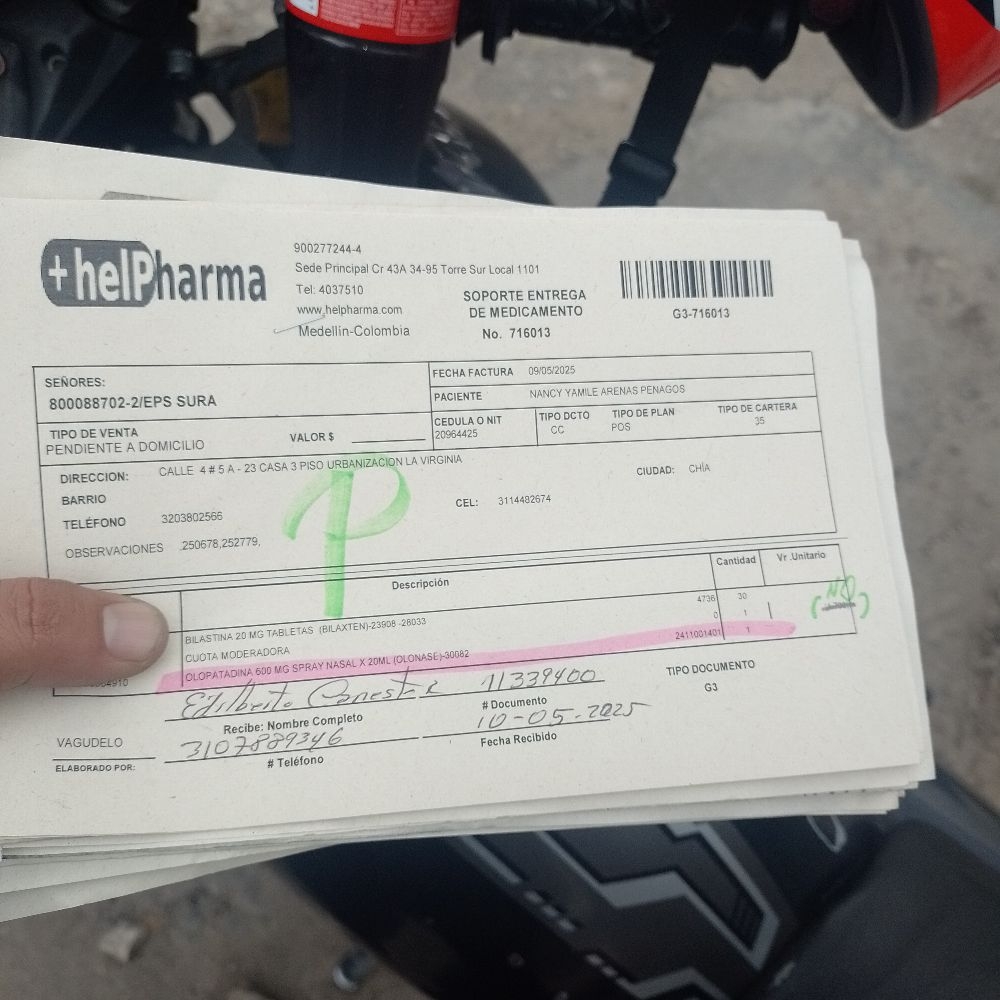 +helPharma
900277244-4
Sede Principal Cr 43A 34-95 Torre Sur Local 1101
Tel: 4037510
www.helpharma.com
Medellin-Colombia
SOPORTE ENTREGA
DE MEDICAMENTO
No. 716013
G3-716013
SEÑORES:
800088702-2/EPS SURA
FECHA FACTURA 09/05/2025
PACIENTE NANCY YAMILE ARENAS PENAGOS
TIPO DE VENTA
PENDIENTE A DOMICILIO
VALOR $
CEDULA O NIT
20964425
TIPO DCTO
CC
TIPO DE PLAN
POS
TIPO DE CARTERA
35
DIRECCION: CALLE 4 # 5 A - 23 CASA 3 PISO URBANIZACION LA VIRGINIA
CIUDAD: CHÍA
BARRIO
CEL: 3114482674
TELÉFONO 3203802566
OBSERVACIONES 250678,252779,
P
Descripción Cantidad Vr .Unitario
BILASTINA 20 MG TABLETAS (BILAXTEN)-23908 -28033 4736 30
CUOTA MODERADORA 0 1
NO
OLOPATADINA 600 MG SPRAY NASAL X 20ML (OLONASE)-30082 2411001401 1
4910
Edilberto 11339400
Recibe: Nombre Completo # Documento
TIPO DOCUMENTO
G3
VAGUDELO
3107889346 10-05-2025
ELABORADO POR: # Teléfono Fecha Recibido